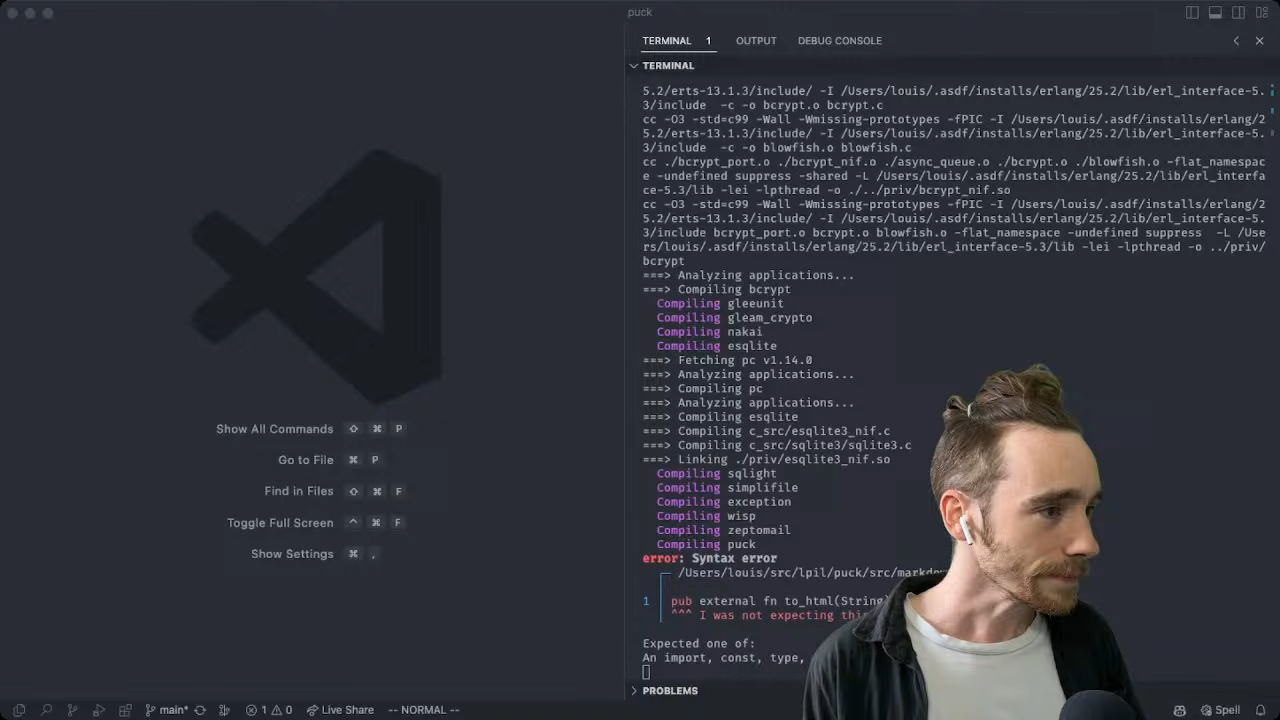 puck
TERMINAL 1 OUTPUT DEBUG CONSOLE
TERMINAL
5.2/erts-13.1.3/include/ -I /Users/louis/.asdf/installs/erlang/25.2/lib/erl_interface-5.
3/include  -c -o bcrypt.o bcrypt.c
cc -O3 -std=c99 -Wall -Wmissing-prototypes -fPIC -I /Users/louis/.asdf/installs/erlang/2
5.2/erts-13.1.3/include/ -I /Users/louis/.asdf/installs/erlang/25.2/lib/erl_interface-5.
3/include  -c -o blowfish.o blowfish.c
cc ./bcrypt_port.o ./bcrypt_nif.o ./async_queue.o ./bcrypt.o ./blowfish.o -flat_namespac
e -undefined suppress -shared -L /Users/louis/.asdf/installs/erlang/25.2/lib/erl_interfa
ce-5.3/lib -lei -lpthread -o ./../priv/bcrypt_nif.so
cc -O3 -std=c99 -Wall -Wmissing-prototypes -fPIC -I /Users/louis/.asdf/installs/erlang/2
5.2/erts-13.1.3/include/ -I /Users/louis/.asdf/installs/erlang/25.2/lib/erl_interface-5.
3/include bcrypt_port.o bcrypt.o blowfish.o -flat_namespace -undefined suppress  -L /Use
rs/louis/.asdf/installs/erlang/25.2/lib/erl_interface-5.3/lib -lei -lpthread -o ../priv/
bcrypt
===> Analyzing applications...
===> Compiling bcrypt
Compiling gleeunit
Compiling gleam_crypto
Compiling nakai
Compiling esqlite
===> Fetching pc v1.14.0
===> Analyzing applications...
===> Compiling pc
===> Analyzing applications...
===> Compiling esqlite
===> Compiling c_src/esqlite3_nif.c
===> Compiling c_src/sqlite3/sqlite3.c
===> Linking ./priv/esqlite3_nif.so
Compiling sqlight
Compiling simplifile
Compiling exception
Compiling wisp
Compiling zeptomail
Compiling puck
error: Syntax error
/Users/louis/src/lpil/puck/src/markdow
1 pub external fn to_html(String)
^^^ I was not expecting this
Expected one of:
An import, const, type,
PROBLEMS
Show All Commands ⇧ ⌘ P
Go to File ⌘ P
Find in Files ⇧ ⌘ F
Toggle Full Screen ^ ⌘ F
Show Settings ⌘ ,
main* 1 0 Live Share -- NORMAL -- Spell